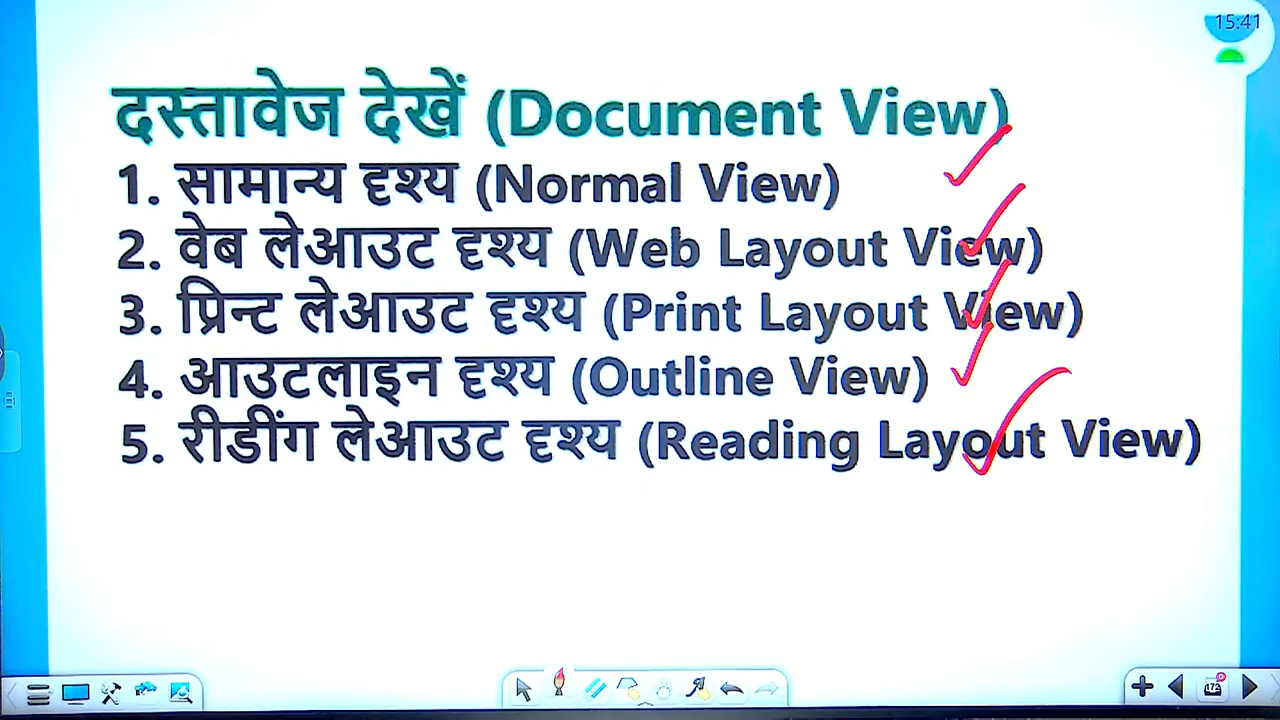 15:41
दस्तावेज देखें (Document View)
1. सामान्य दृश्य (Normal View)
2. वेब लेआउट दृश्य (Web Layout View)
3. प्रिन्ट लेआउट दृश्य (Print Layout View)
4. आउटलाइन दृश्य (Outline View)
5. रीडींग लेआउट दृश्य (Reading Layout View)
172